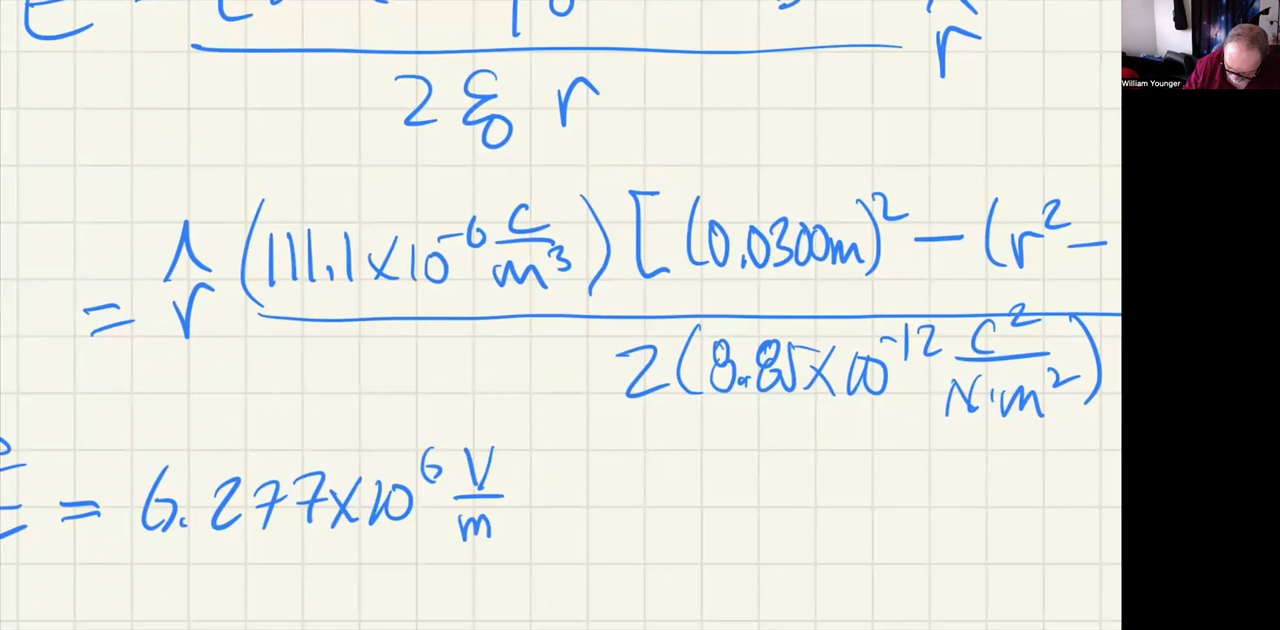 2 ε₀ r
r̂
= r̂ (111.1×10⁻⁶ C/m³) [(0.0300m)² – (r² –
2(8.85×10⁻¹² C²/N·m²)
= 6.277×10⁶ V/m
William Younger